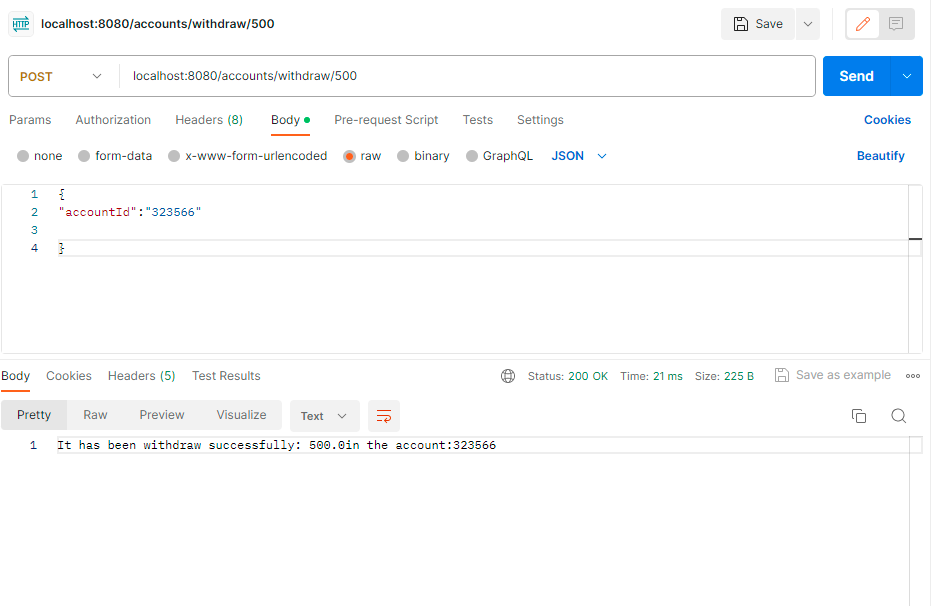 HTTP localhost:8080/accounts/withdraw/500 Save
POST localhost:8080/accounts/withdraw/500 Send
Params Authorization Headers (8) Body Pre-request Script Tests Settings Cookies
none form-data x-www-form-urlencoded raw binary GraphQL JSON Beautify
1 {
2 "accountId":"323566"
3
4 }
Body Cookies Headers (5) Test Results Status: 200 OK Time: 21 ms Size: 225 B Save as example
Pretty Raw Preview Visualize Text
1 It has been withdraw successfully: 500.0in the account:323566